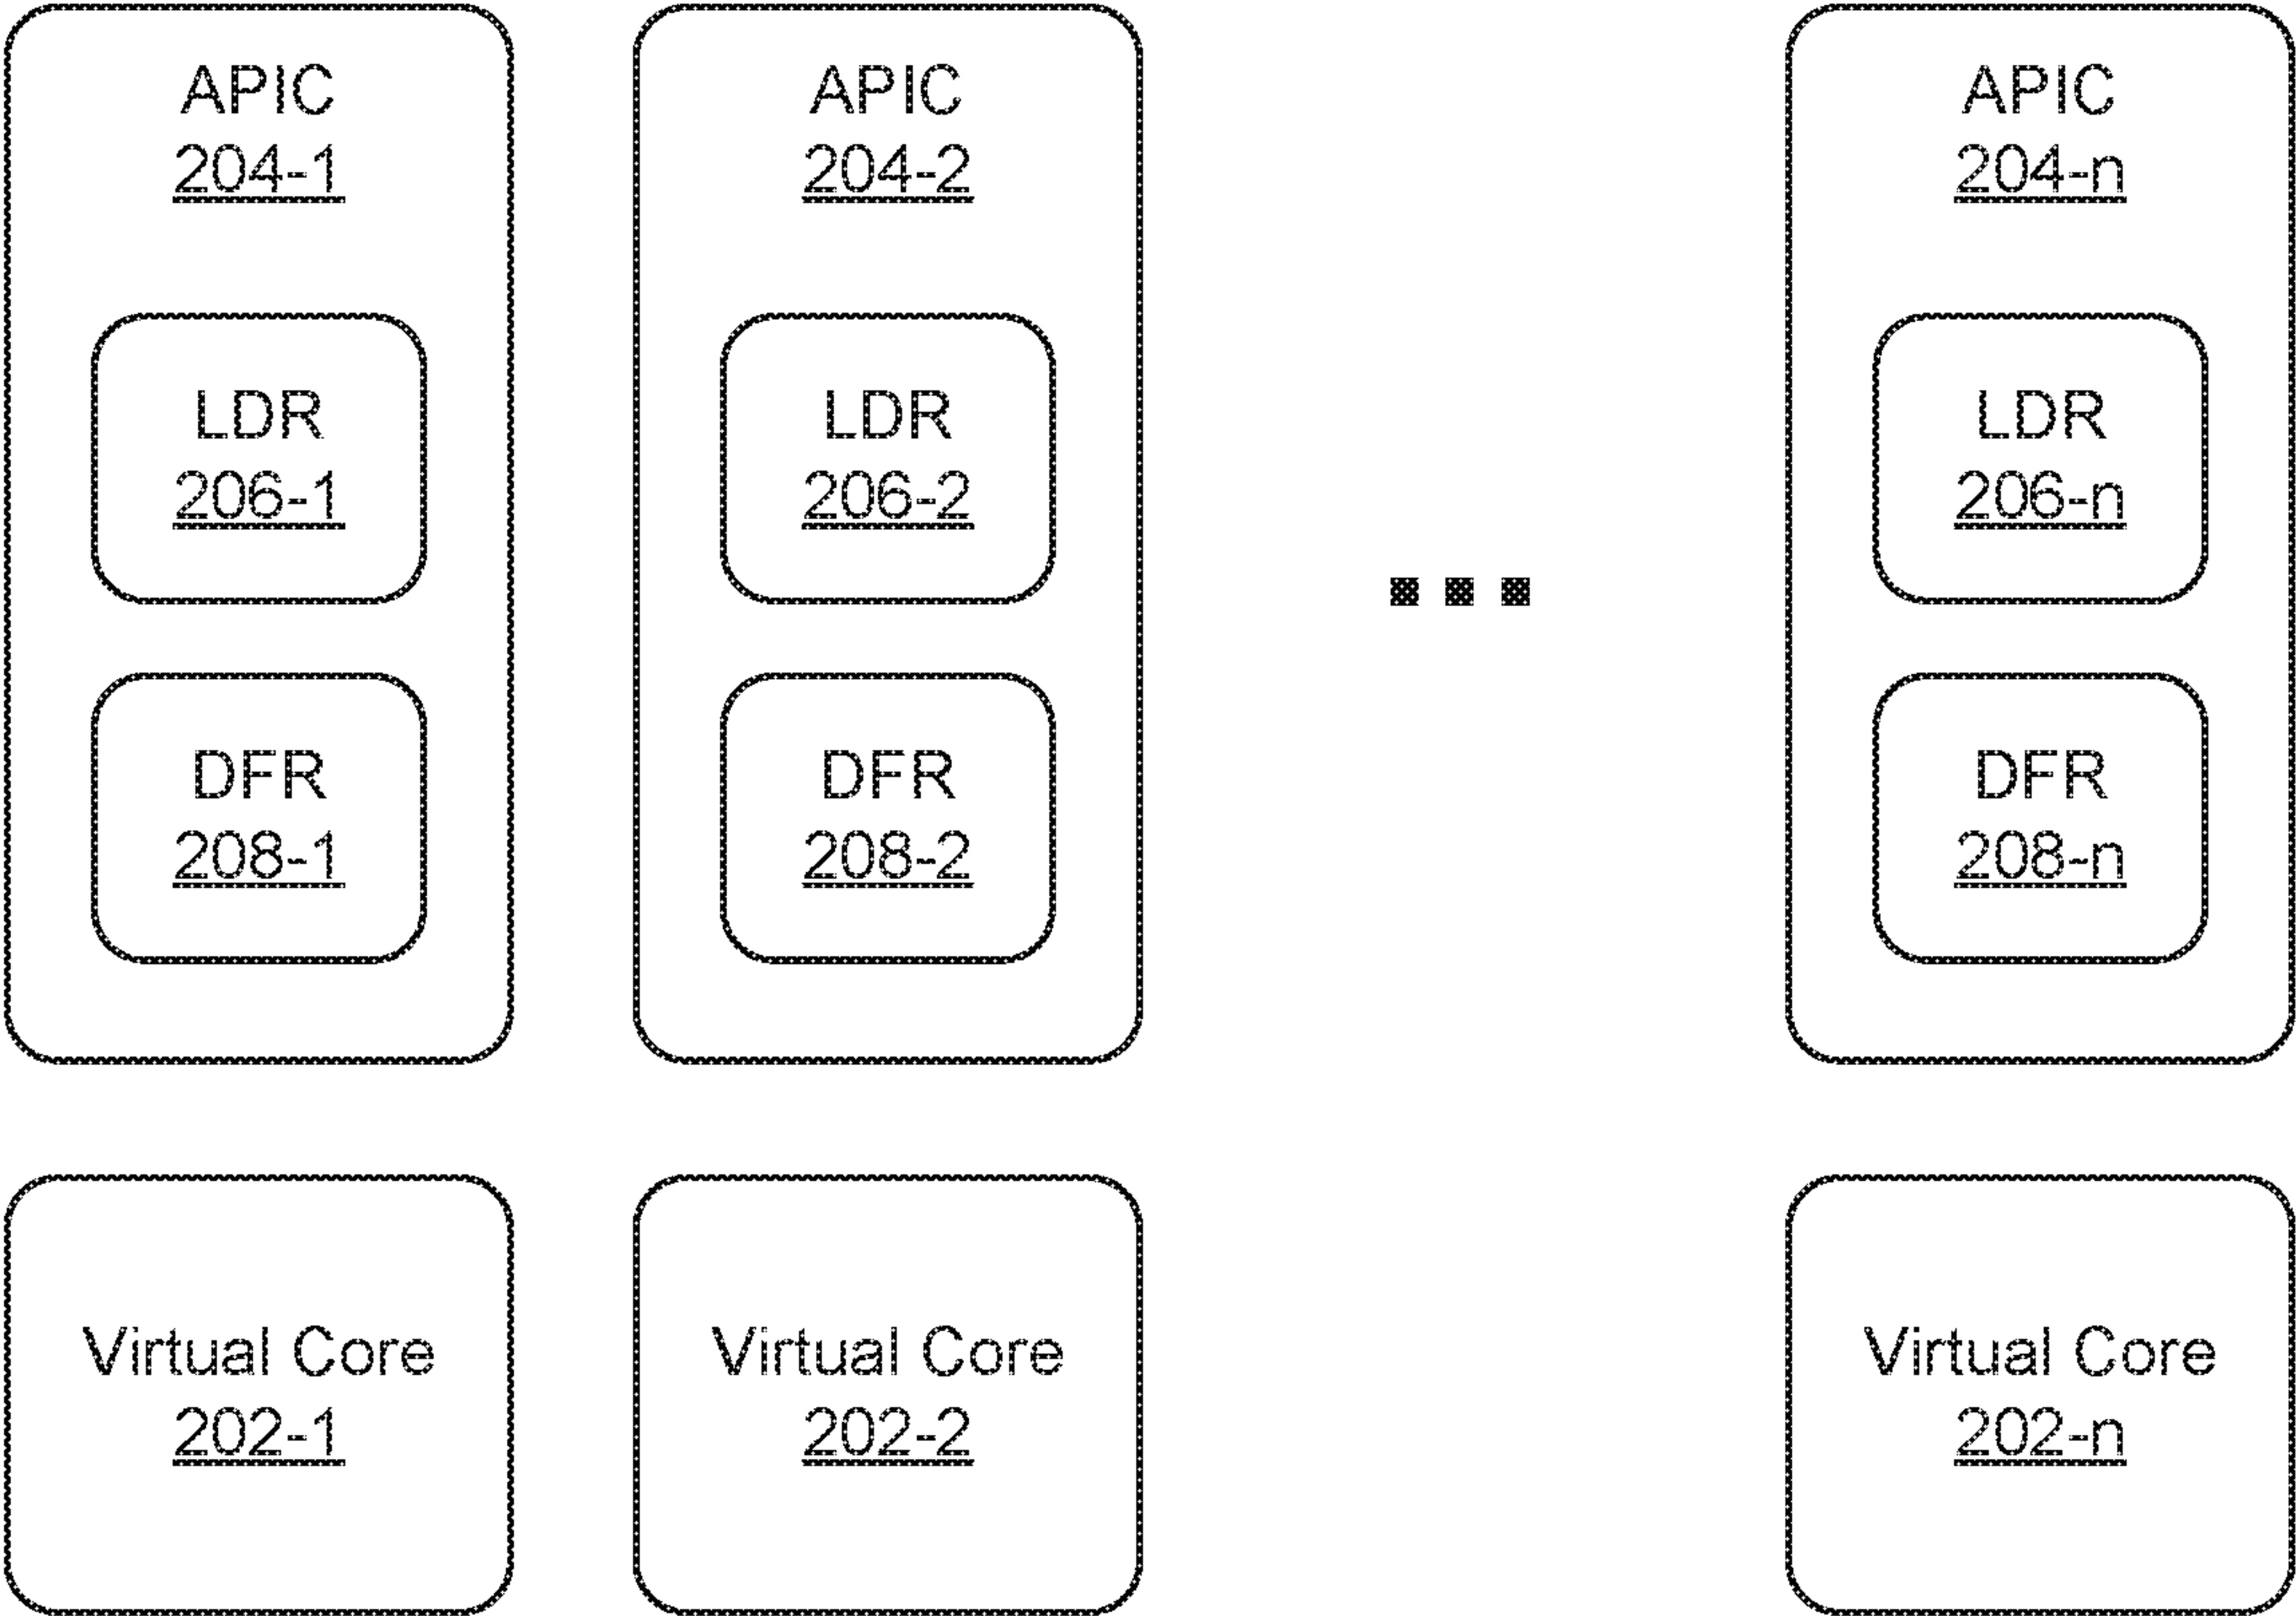 APIC
204-1
LDR
206-1
DFR
208-1
APIC
204-2
LDR
206-2
DFR
208-2
APIC
204-n
LDR
206-n
DFR
208-n
Virtual Core
202-1
Virtual Core
202-2
Virtual Core
202-n